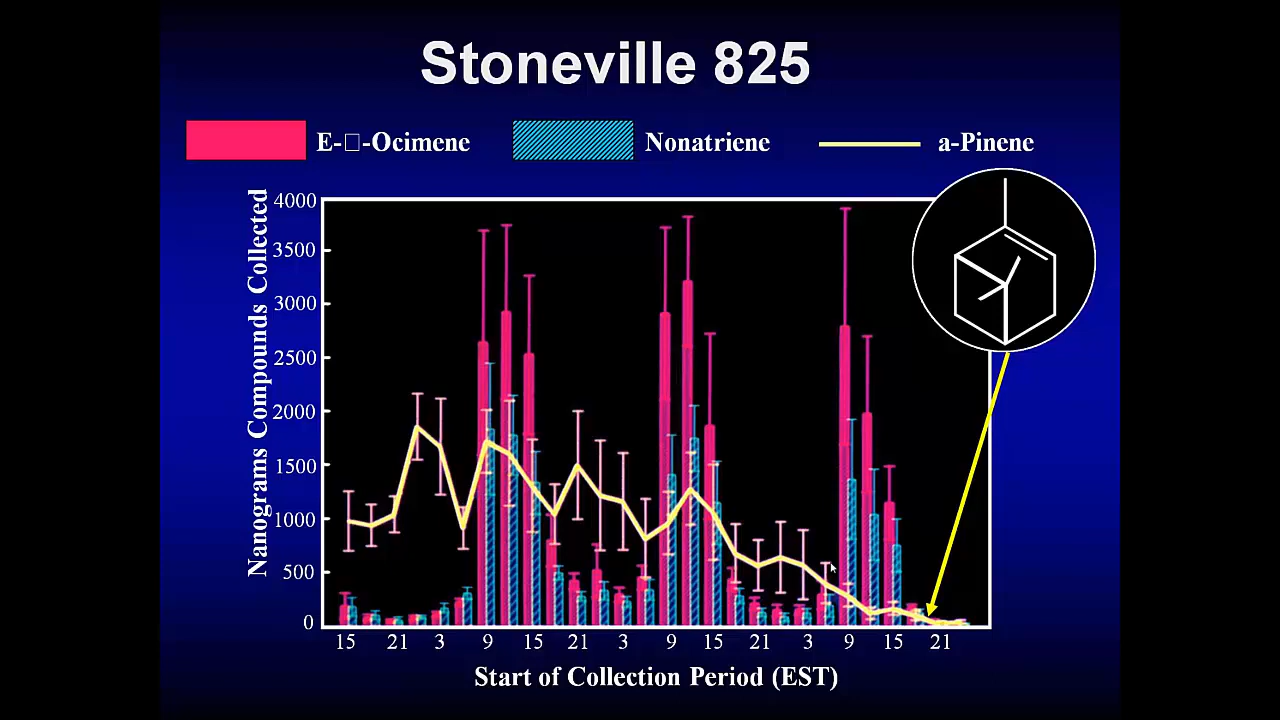 Stoneville 825
E-□-Ocimene Nonatriene a-Pinene
Nanograms Compounds Collected
4000
3500
3000
2500
2000
1500
1000
500
0
15 21 3 9 15 21 3 9 15 21 3 9 15 21
Start of Collection Period (EST)